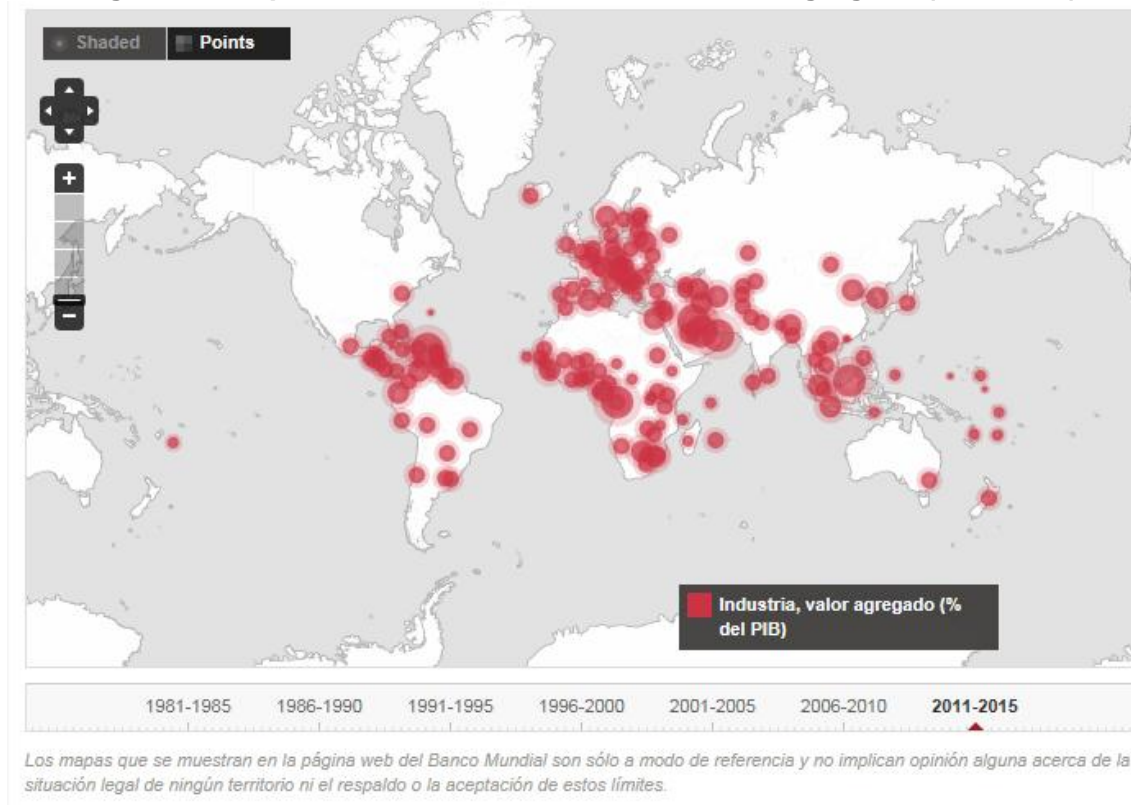 Shaded Points
+
−
Industria, valor agregado (%
del PIB)
1981-1985 1986-1990 1991-1995 1996-2000 2001-2005 2006-2010 2011-2015
Los mapas que se muestran en la página web del Banco Mundial son sólo a modo de referencia y no implican opinión alguna acerca de la
situación legal de ningún territorio ni el respaldo o la aceptación de estos límites.